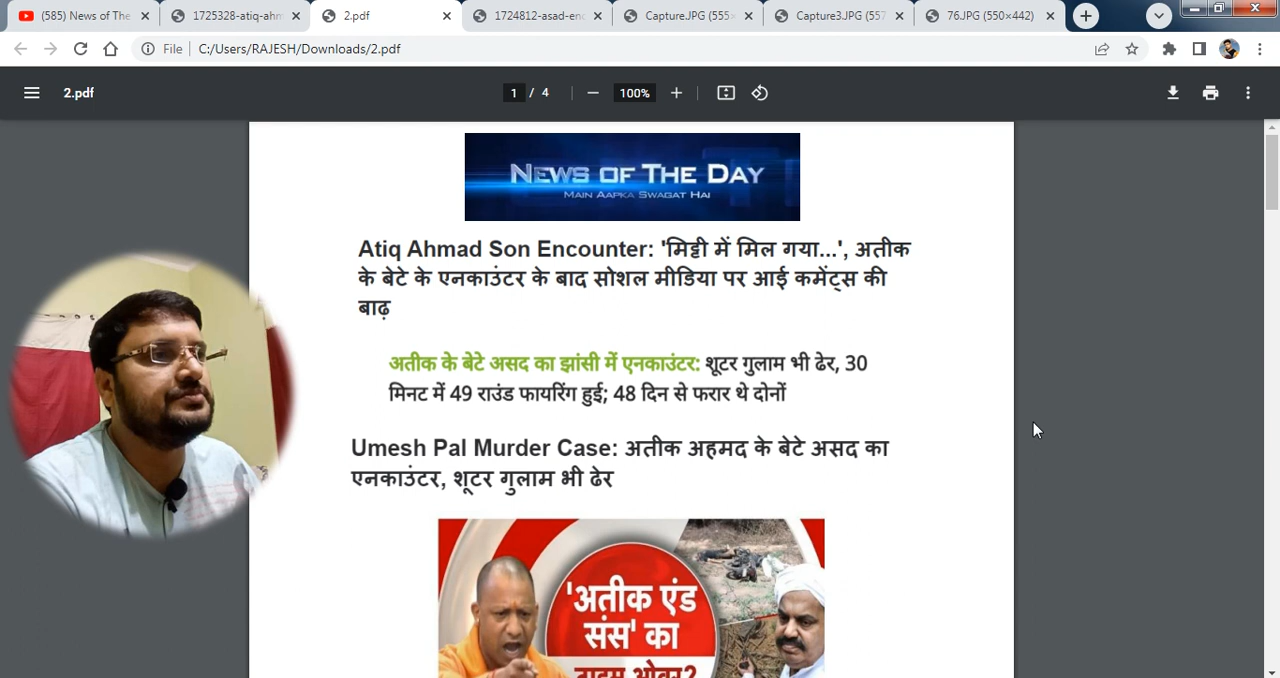 (585) News of The
1725328-atiq-ahm
2.pdf
1724812-asad-enc
Capture.JPG (555×
Capture3.JPG (557
76.JPG (550×442)
File
C:/Users/RAJESH/Downloads/2.pdf
2.pdf
1 / 4
100%
NEWS OF THE DAY
MAIN AAPKA SWAGAT HAI
Atiq Ahmad Son Encounter: 'मिट्टी में मिल गया...', अतीक
के बेटे के एनकाउंटर के बाद सोशल मीडिया पर आई कमेंट्स की
बाढ़
अतीक के बेटे असद का झांसी में एनकाउंटर: शूटर गुलाम भी ढेर, 30
मिनट में 49 राउंड फायरिंग हुई; 48 दिन से फरार थे दोनों
Umesh Pal Murder Case: अतीक अहमद के बेटे असद का
एनकाउंटर, शूटर गुलाम भी ढेर
'अतीक एंड
संस' का
टाइम ओवर?